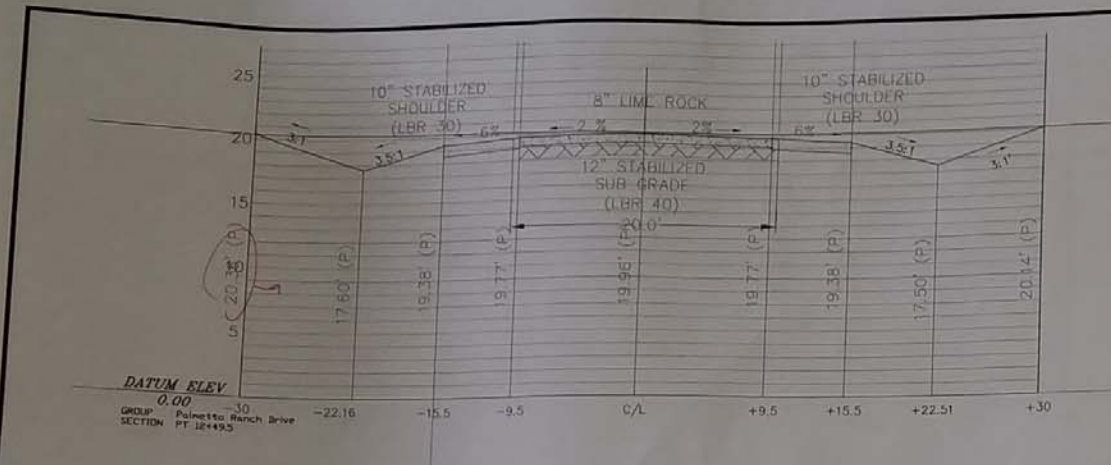 25
20
15
5
10" STABILIZED
SHOULDER
(LBR 30)
8" LIME ROCK
10" STABILIZED
SHOULDER
(LBR 30)
3:1
3.5:1
6%
2 %
2%
6%
3.5:1
3:1
12" STABILIZED
SUB GRADE
(LBR 40)
20.0'
17.60' (P)
19.38' (P)
19.77' (P)
19.96' (P)
19.77' (P)
19.38' (P)
17.50' (P)
20.14' (P)
DATUM ELEV
0.00
GROUP Palmetto Ranch Drive
SECTION PT 12+49.5
-30
-22.16
-15.5
-9.5
C/L
+9.5
+15.5
+22.51
+30